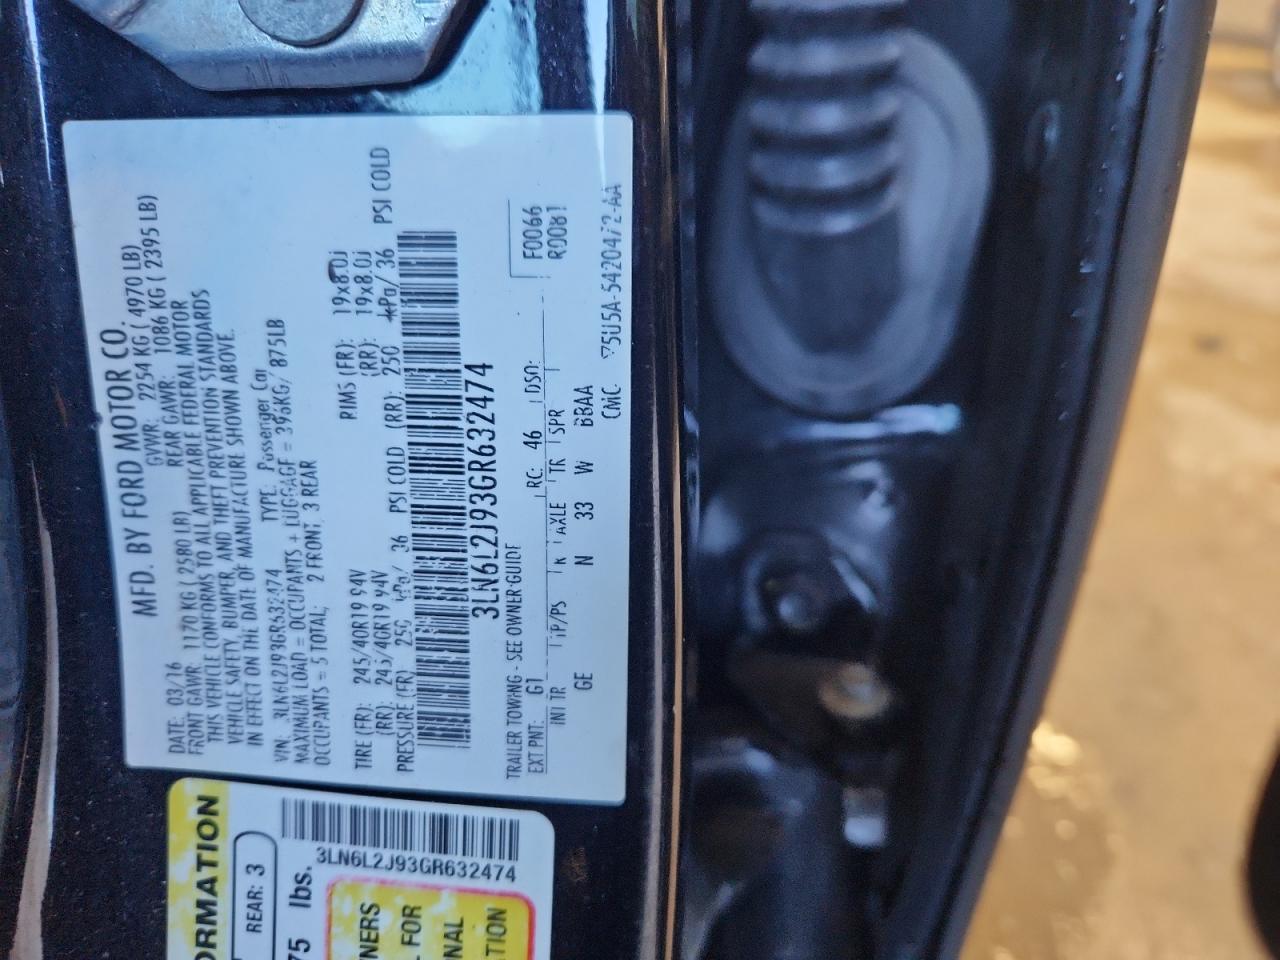 MFD. BY FORD MOTOR CO.
DATE: 03/16 GVWR: 2254 KG ( 4970 LB)
FRONT GAWR: 1170 KG ( 2580 LB) REAR GAWR: 1086 KG ( 2395 LB)
THIS VEHICLE CONFORMS TO ALL APPLICABLE FEDERAL MOTOR
VEHICLE SAFETY, BUMPER, AND THEFT PREVENTION STANDARDS
IN EFFECT ON THE DATE OF MANUFACTURE SHOWN ABOVE.
VIN: 3LN6L2J93GR632474 TYPE: Passenger Car
MAXIMUM LOAD = OCCUPANTS + LUGGAGE = 396KG/ 875LB
OCCUPANTS = 5 TOTAL; 2 FRONT, 3 REAR
TIRE (FR): 245/40R19 94V RIMS (FR): 19x8.0J
(RR): 245/40R19 94V (RR): 19x8.0J
PRESSURE (FR) 250 kPa/ 36 PSI COLD (RR): 250 kPa/ 36 PSI COLD
3LN6L2J93GR632474
TRAILER TOWING - SEE OWNER GUIDE
EXT PNT: G1 RC: 46 DSO: F0066
R0081
INT TR TP/PS R AXLE TR SPR
GE N 33 W BBAA
CMC 5U5A-5420472-AA
ORMATION
REAR: 3
75 lbs.
3LN6L2J93GR632474
NERS
FOR
NAL
TION